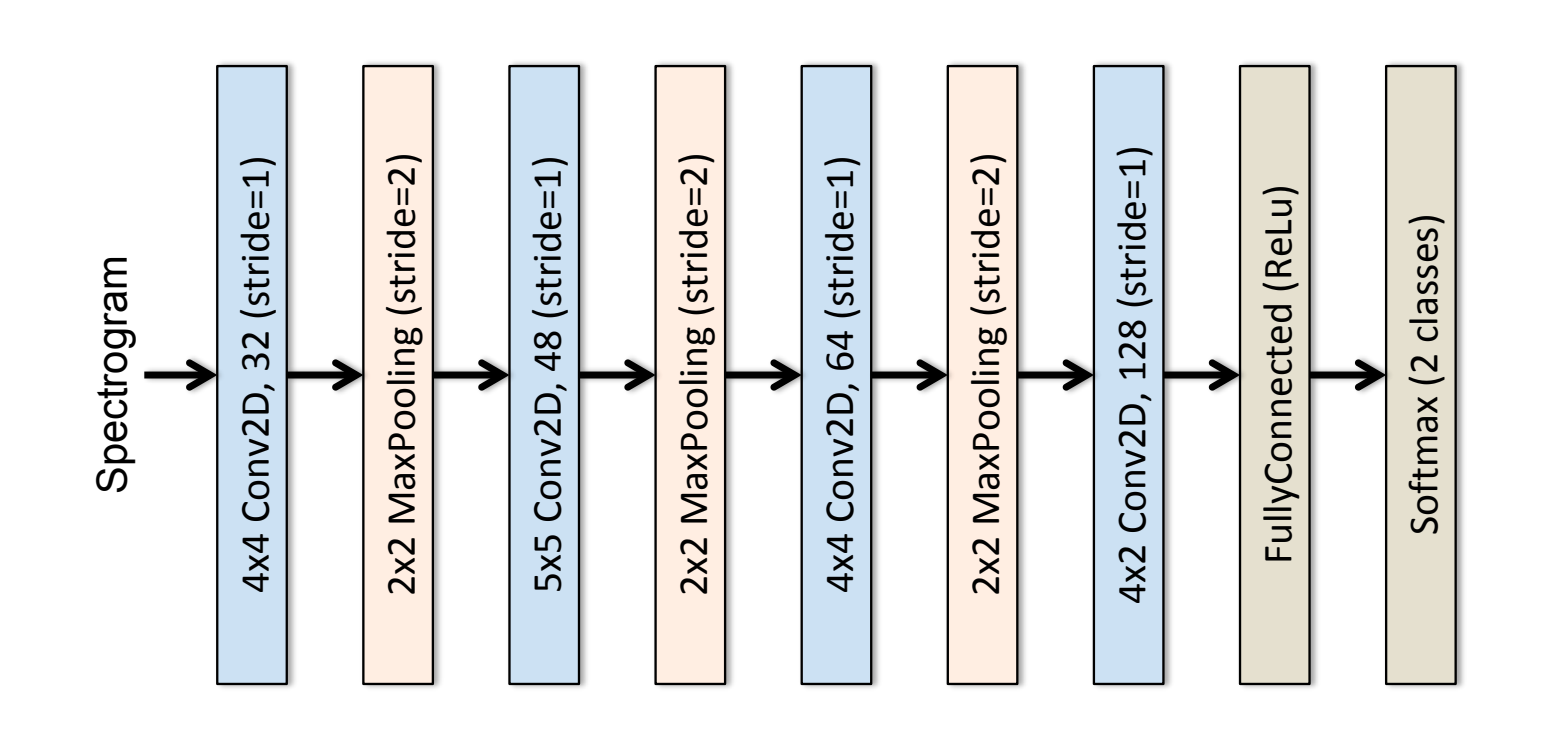 Spectrogram
4x4 Conv2D, 32 (stride=1)
2x2 MaxPooling (stride=2)
5x5 Conv2D, 48 (stride=1)
2x2 MaxPooling (stride=2)
4x4 Conv2D, 64 (stride=1)
2x2 MaxPooling (stride=2)
4x2 Conv2D, 128 (stride=1)
FullyConnected (ReLu)
Softmax (2 classes)